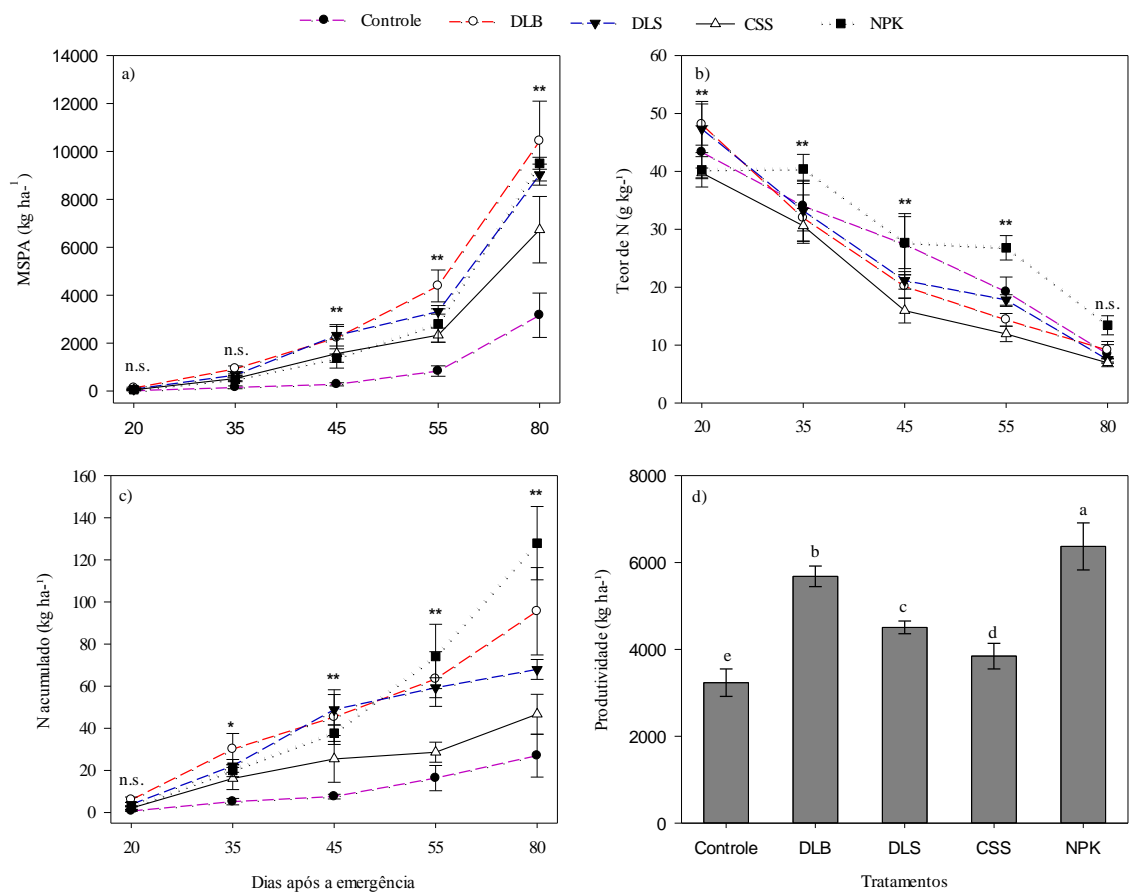 Controle DLB DLS CSS NPK
a)
MSPA (kg ha-¹)
14000
12000
10000
8000
6000
4000
2000
0
n.s. n.s. ** ** **
20 35 45 55 80
b)
Teor de N (g kg-¹)
60
50
40
30
20
10
0
** ** ** ** n.s.
20 35 45 55 80
c)
N acumulado (kg ha-¹)
160
140
120
100
80
60
40
20
0
n.s. * ** ** **
20 35 45 55 80
Dias após a emergência
d)
Produtividade (kg ha-¹)
8000
6000
4000
2000
0
e b c d a
Controle DLB DLS CSS NPK
Tratamentos